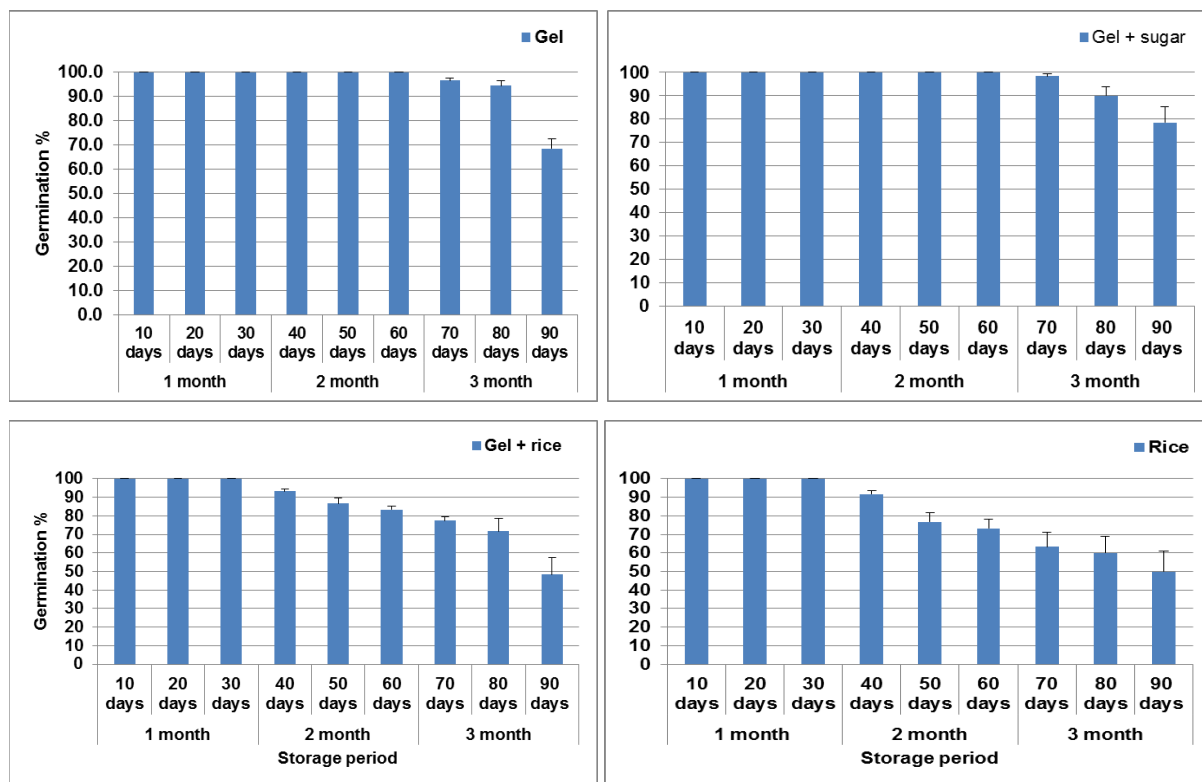 Gel
Germination %
100.0
90.0
80.0
70.0
60.0
50.0
40.0
30.0
20.0
10.0
0.0
10 20 30 40 50 60 70 80 90
days days days days days days days days days
1 month 2 month 3 month
Gel + sugar
100
90
80
70
60
50
40
30
20
10
0
10 20 30 40 50 60 70 80 90
days days days days days days days days days
1 month 2 month 3 month
Gel + rice
Germination %
100
90
80
70
60
50
40
30
20
10
0
10 20 30 40 50 60 70 80 90
days days days days days days days days days
1 month 2 month 3 month
Storage period
Rice
100
90
80
70
60
50
40
30
20
10
0
10 20 30 40 50 60 70 80 90
days days days days days days days days days
1 month 2 month 3 month
Storage period